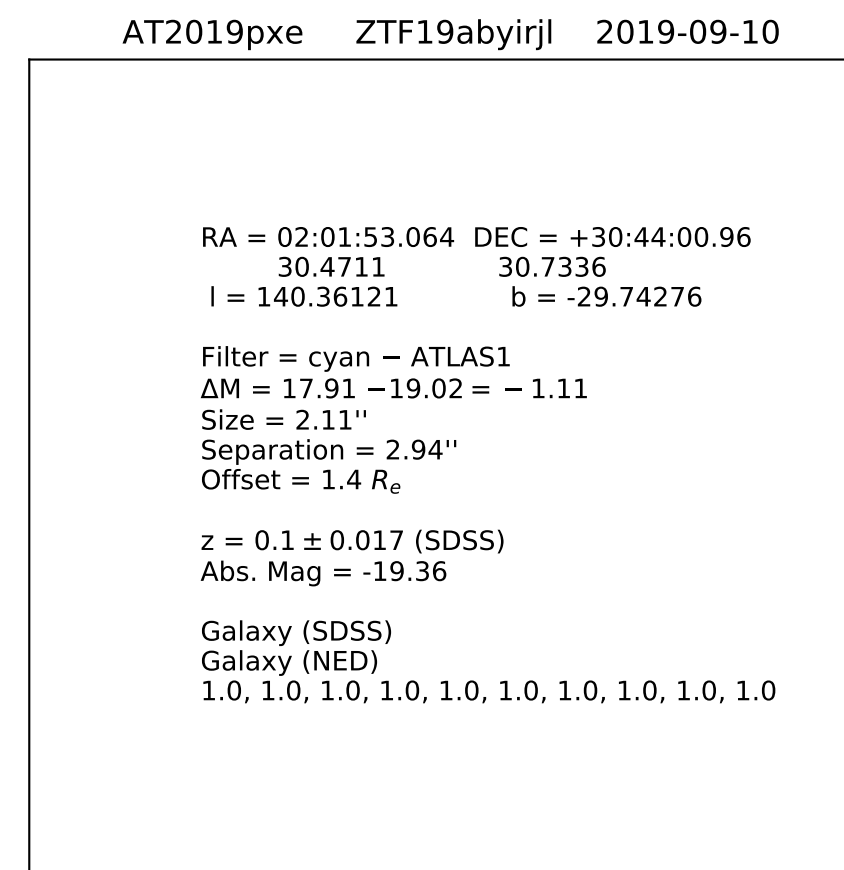 AT2019pxe ZTF19abyirjl 2019-09-10
RA = 02:01:53.064 DEC = +30:44:00.96
30.4711 30.7336
l = 140.36121 b = -29.74276
Filter = cyan − ATLAS1
ΔM = 17.91 −19.02 = − 1.11
Size = 2.11''
Separation = 2.94''
Offset = 1.4 Rₑ
z = 0.1 ± 0.017 (SDSS)
Abs. Mag = -19.36
Galaxy (SDSS)
Galaxy (NED)
1.0, 1.0, 1.0, 1.0, 1.0, 1.0, 1.0, 1.0, 1.0, 1.0